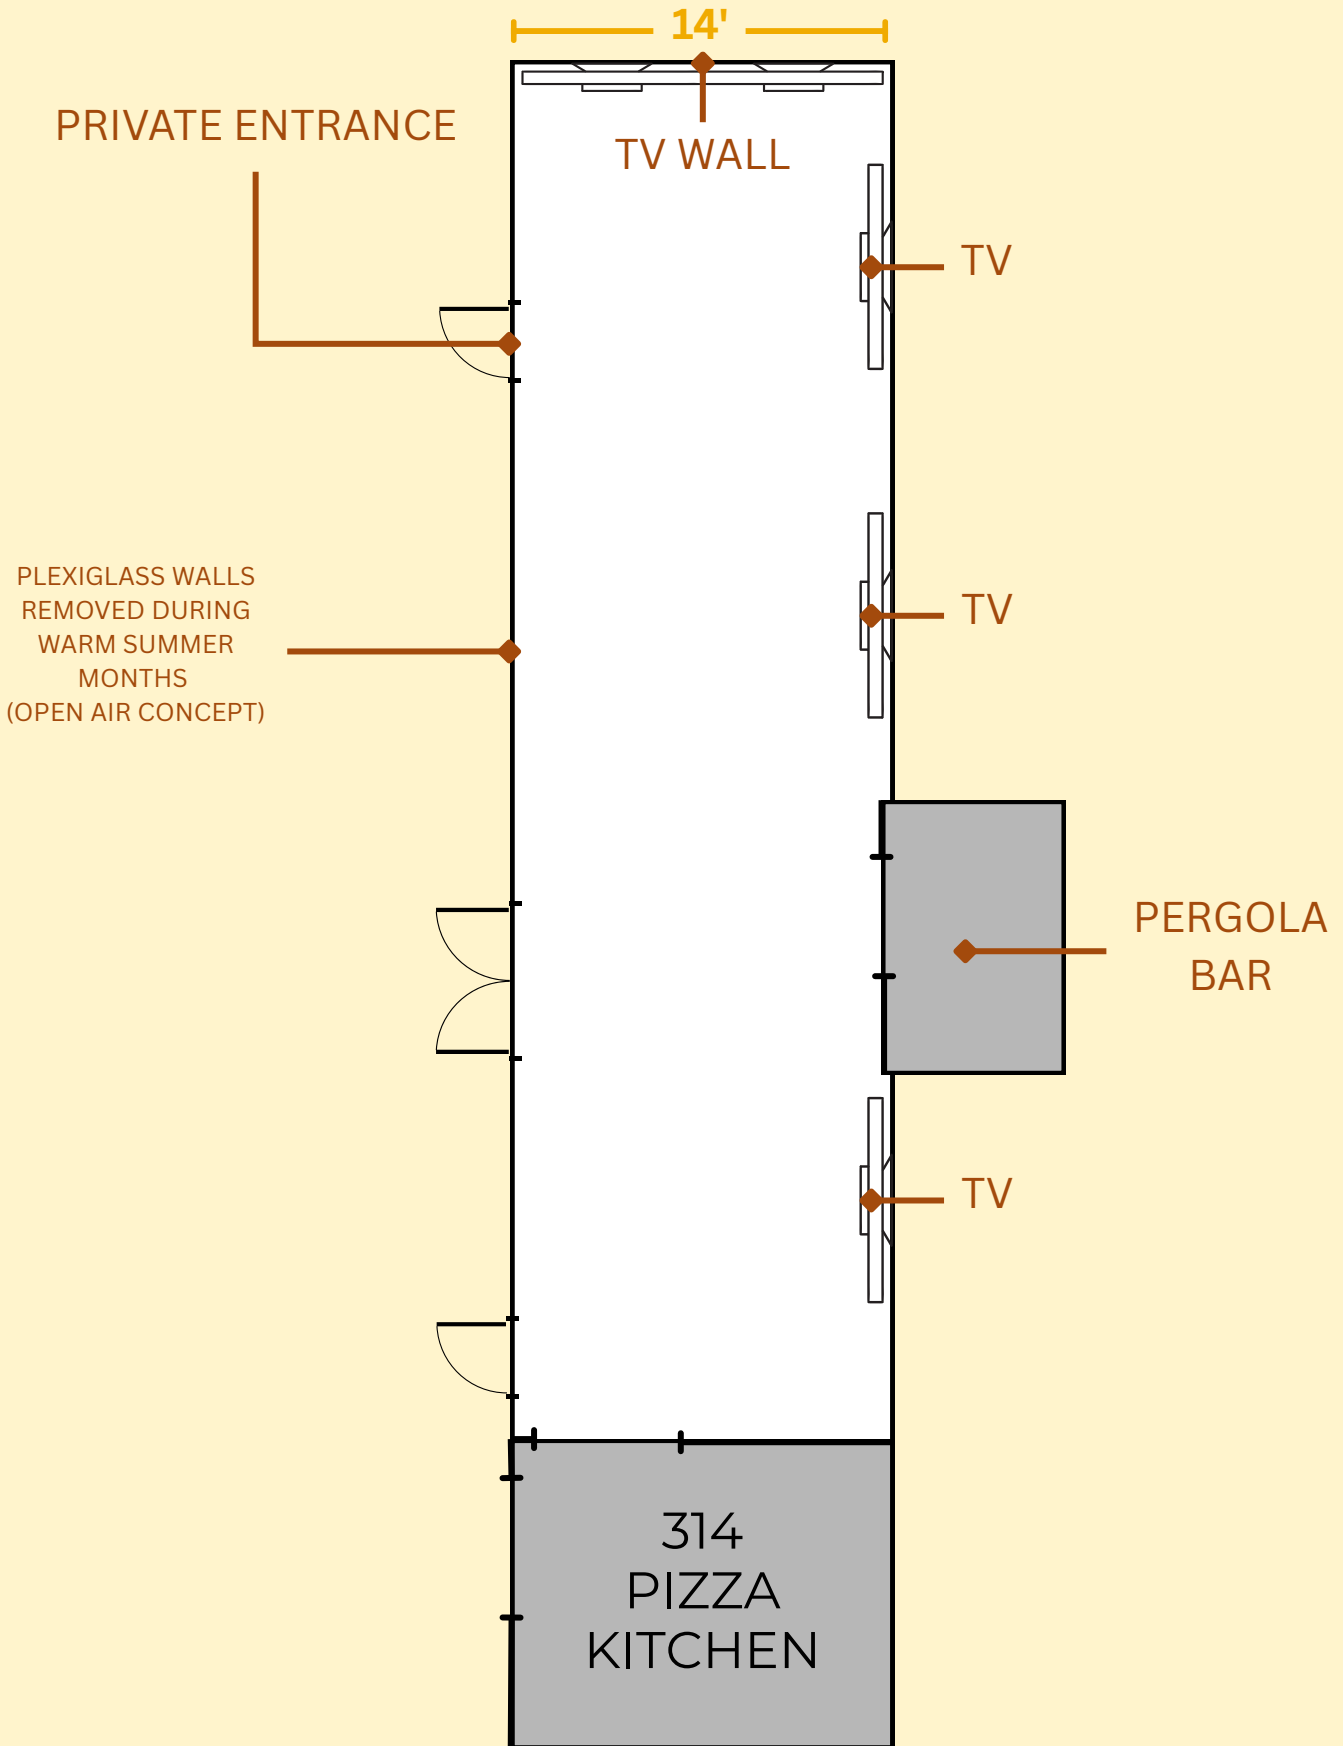 14'
PRIVATE ENTRANCE
TV WALL
TV
PLEXIGLASS WALLS
REMOVED DURING
WARM SUMMER
MONTHS
(OPEN AIR CONCEPT)
TV
PERGOLA
BAR
TV
314
PIZZA
KITCHEN